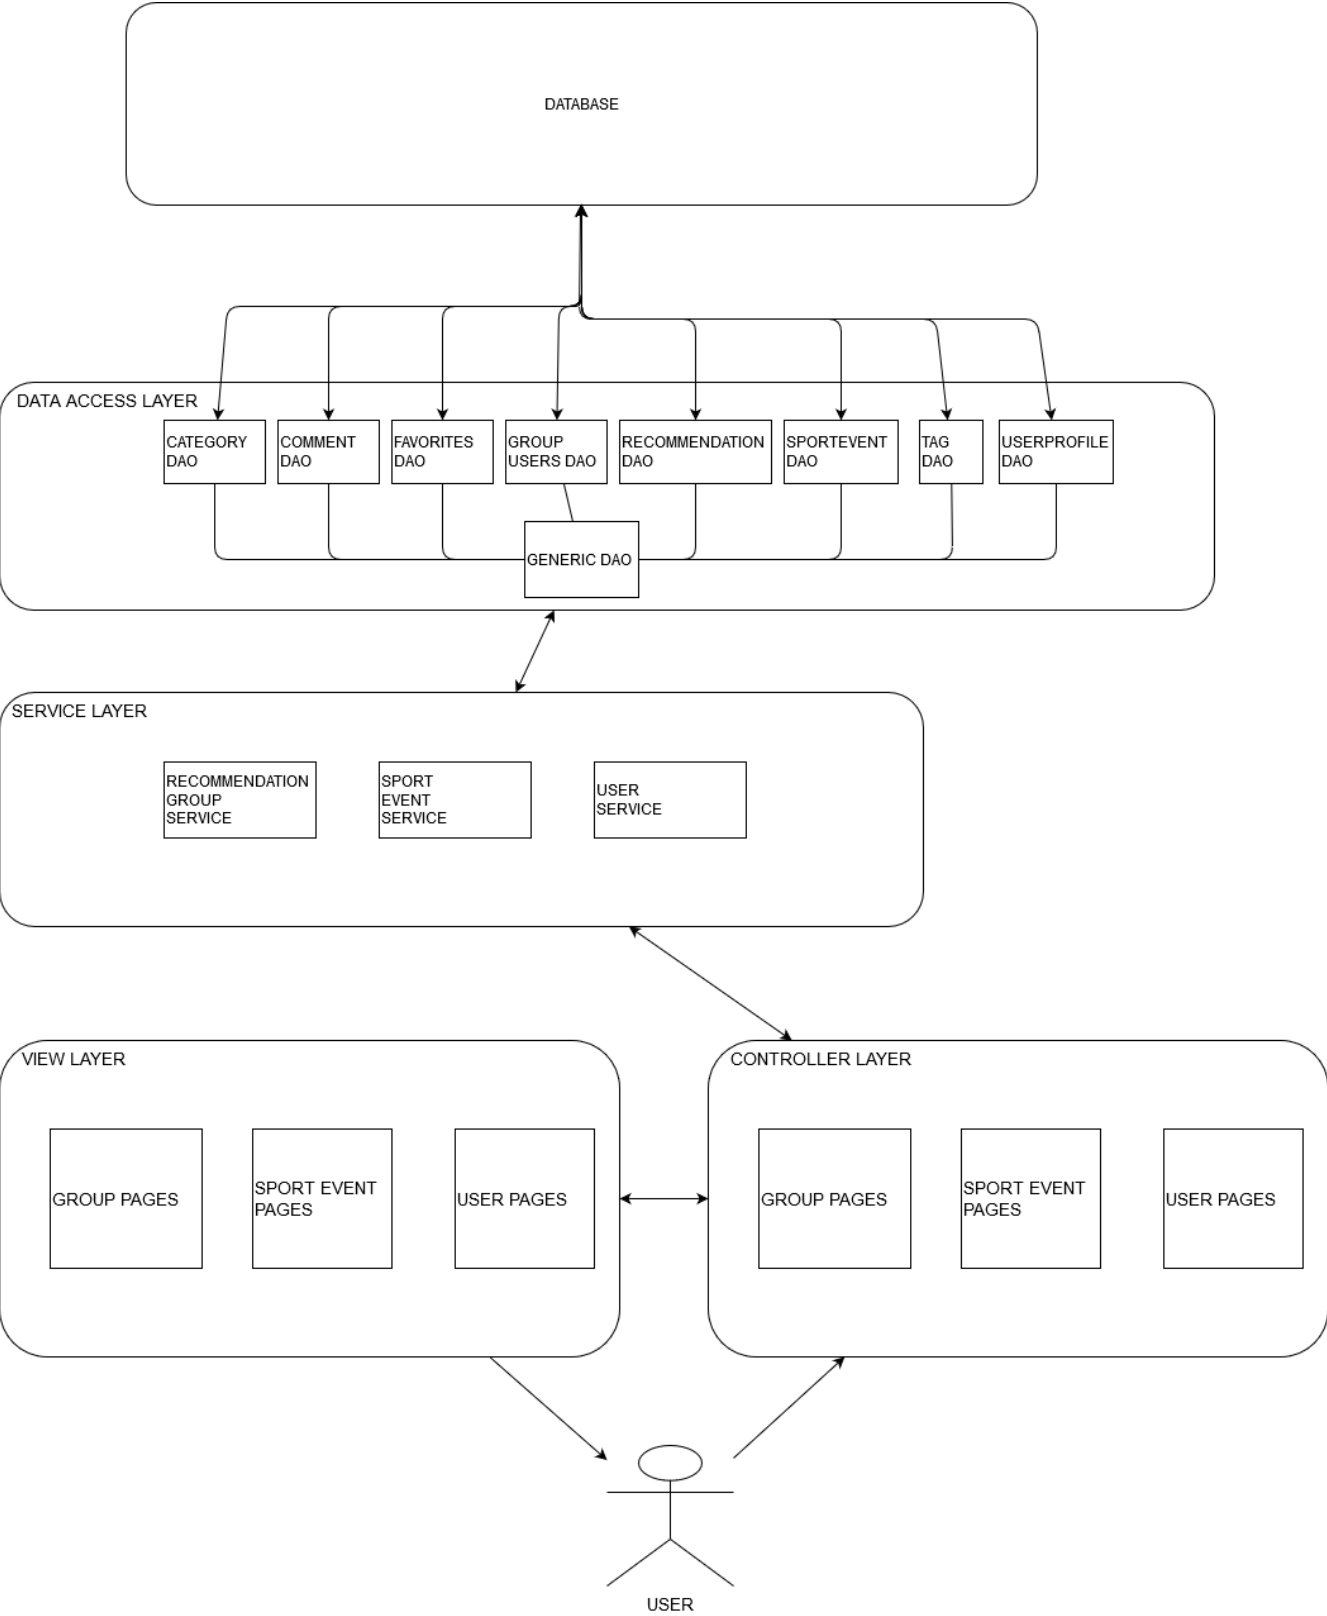 DATABASE
DATA ACCESS LAYER
CATEGORY
DAO
COMMENT
DAO
FAVORITES
DAO
GROUP
USERS DAO
RECOMMENDATION
DAO
SPORTEVENT
DAO
TAG
DAO
USERPROFILE
DAO
GENERIC DAO
SERVICE LAYER
RECOMMENDATION
GROUP
SERVICE
SPORT
EVENT
SERVICE
USER
SERVICE
VIEW LAYER
GROUP PAGES
SPORT EVENT
PAGES
USER PAGES
CONTROLLER LAYER
GROUP PAGES
SPORT EVENT
PAGES
USER PAGES
USER